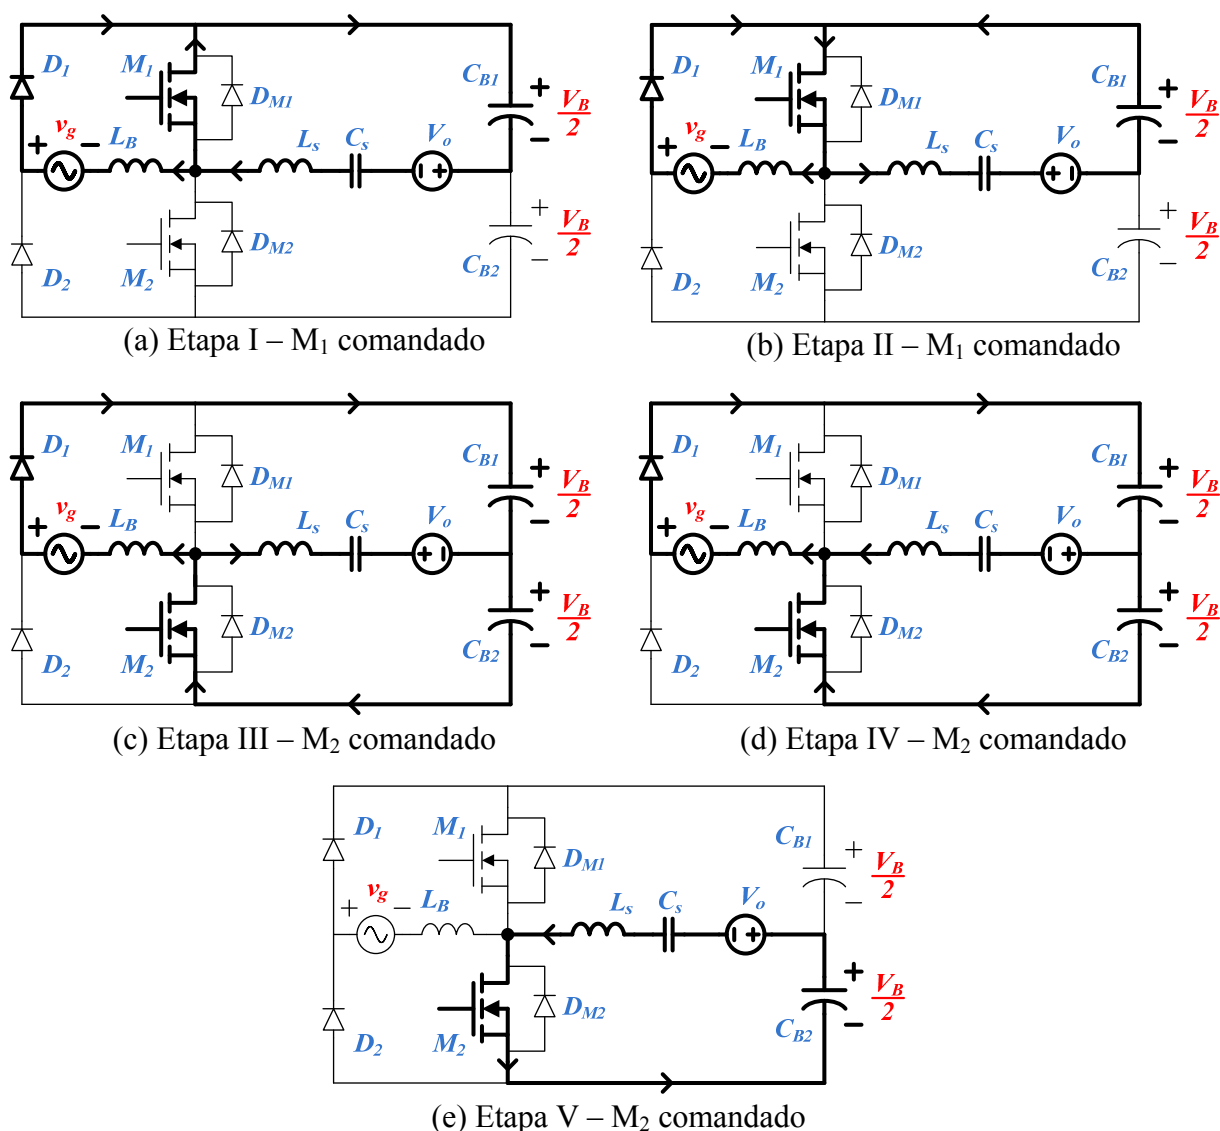 D1 M1 DM1 CB1 + VB/2 −
+ vg − LB Ls Cs Vo − +
D2 M2 DM2 CB2 + VB/2 −
(a) Etapa I – M1 comandado
D1 M1 DM1 CB1 + VB/2 −
+ vg − LB Ls Cs Vo + −
D2 M2 DM2 CB2 + VB/2 −
(b) Etapa II – M1 comandado
D1 M1 DM1 CB1 + VB/2 −
+ vg − LB Ls Cs Vo + −
D2 M2 DM2 CB2 + VB/2 −
(c) Etapa III – M2 comandado
D1 M1 DM1 CB1 + VB/2 −
+ vg − LB Ls Cs Vo − +
D2 M2 DM2 CB2 + VB/2 −
(d) Etapa IV – M2 comandado
D1 M1 DM1 CB1 + VB/2 −
+ vg − LB Ls Cs Vo − +
D2 M2 DM2 CB2 + VB/2 −
(e) Etapa V – M2 comandado